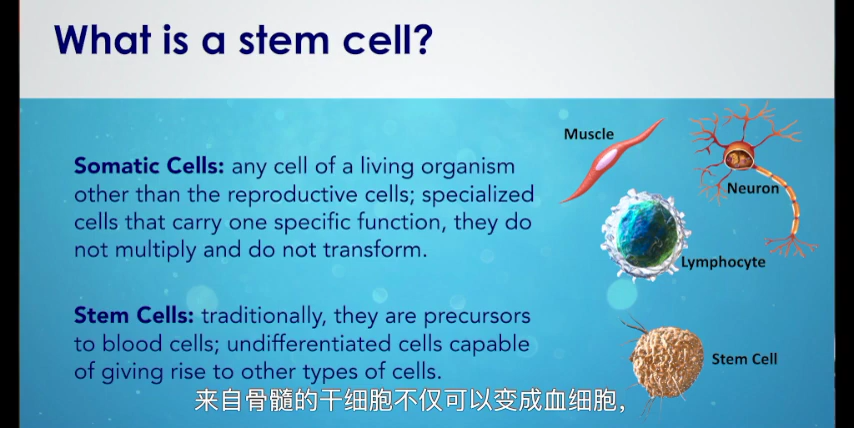 What is a stem cell?
Somatic Cells: any cell of a living organism
other than the reproductive cells; specialized
cells that carry one specific function, they do
not multiply and do not transform.
Muscle
Neuron
Lymphocyte
Stem Cells: traditionally, they are precursors
to blood cells; undifferentiated cells capable
of giving rise to other types of cells.
Stem Cell
来自骨髓的干细胞不仅可以变成血细胞，